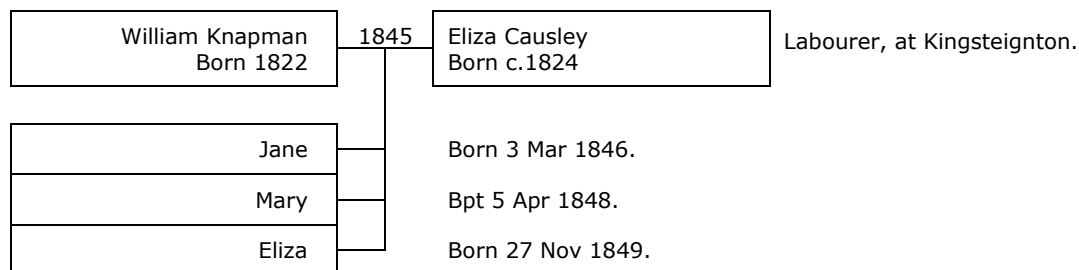 William Knapman
Born 1822
1845
Eliza Causley
Born c.1824
Labourer, at Kingsteignton.
Jane
Born 3 Mar 1846.
Mary
Bpt 5 Apr 1848.
Eliza
Born 27 Nov 1849.